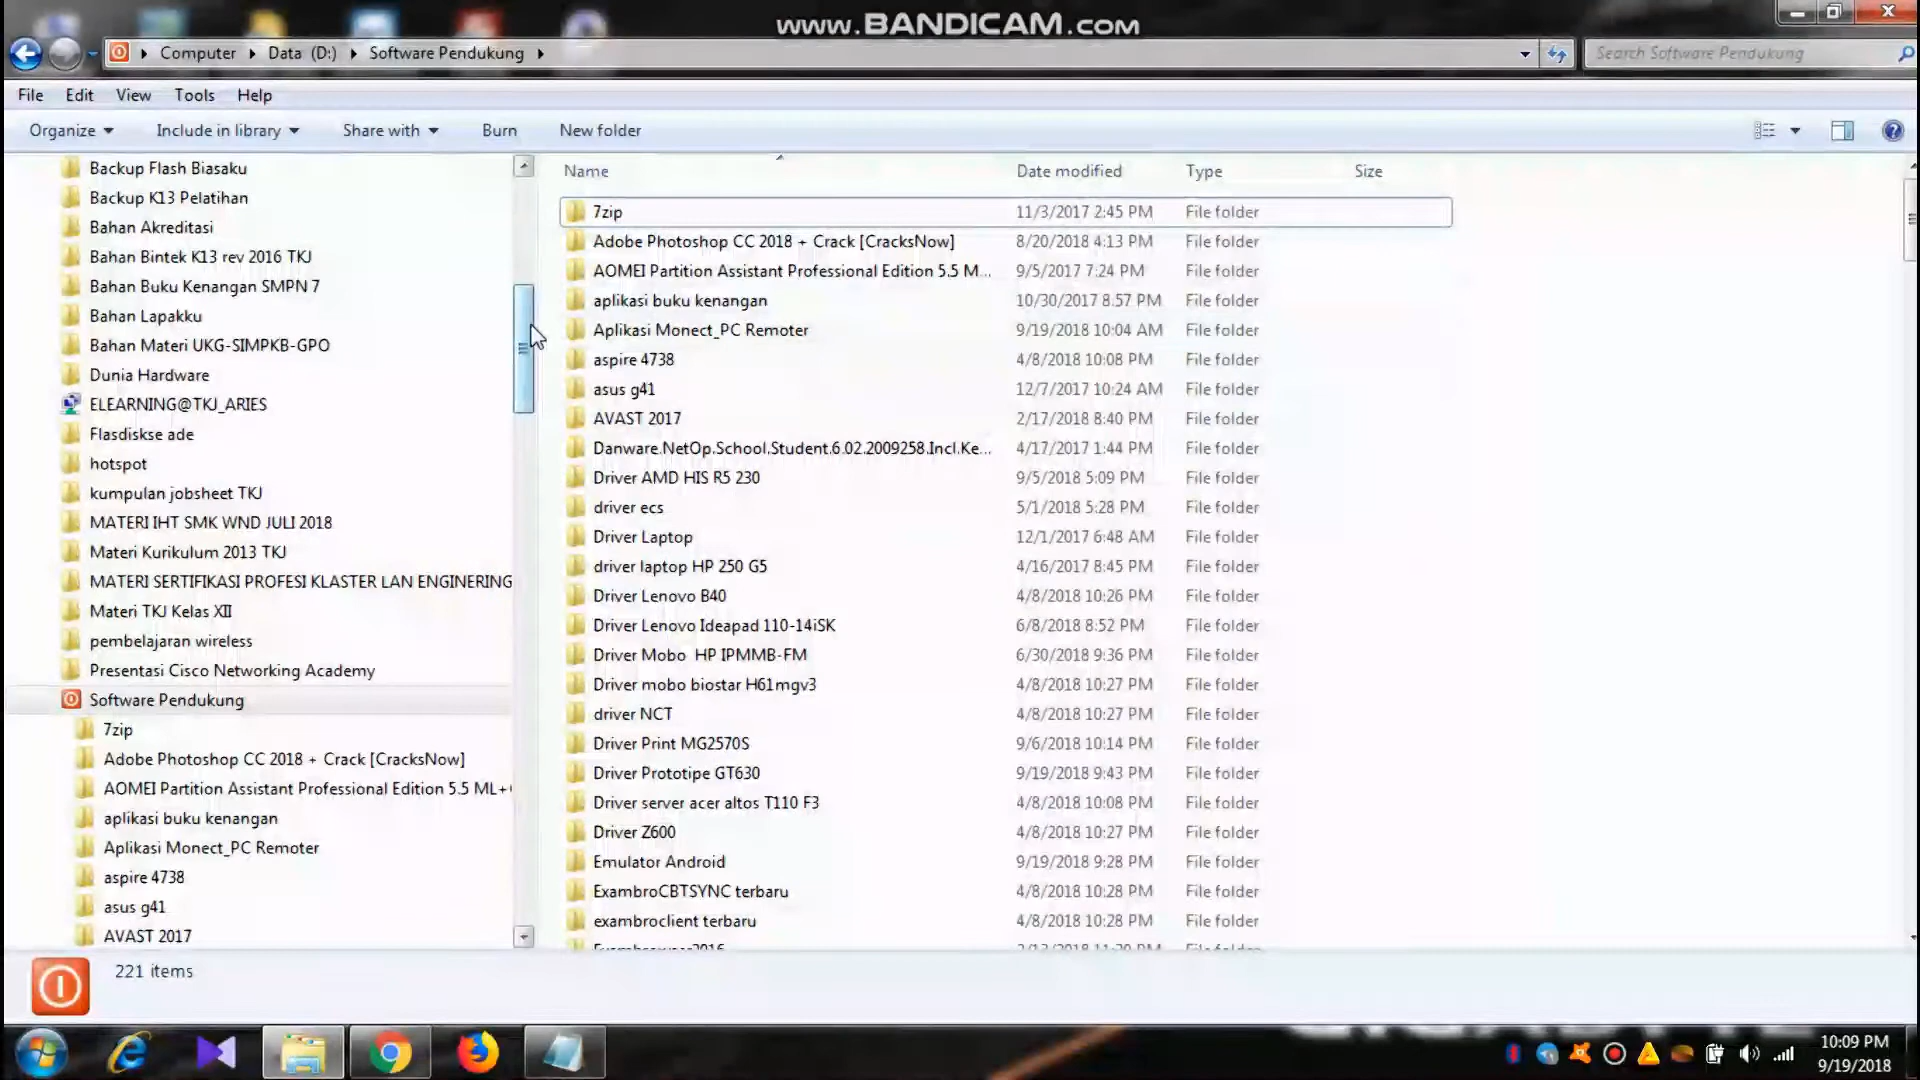 www.BANDICAM.com
Computer Data (D:) Software Pendukung
Search Software Pendukung
File Edit View Tools Help
Organize Include in library Share with Burn New folder
Backup Flash Biasaku
Backup K13 Pelatihan
Bahan Akreditasi
Bahan Bintek K13 rev 2016 TKJ
Bahan Buku Kenangan SMPN 7
Bahan Lapakku
Bahan Materi UKG-SIMPKB-GPO
Dunia Hardware
ELEARNING@TKJ_ARIES
Flasdiskse ade
hotspot
kumpulan jobsheet TKJ
MATERI IHT SMK WND JULI 2018
Materi Kurikulum 2013 TKJ
MATERI SERTIFIKASI PROFESI KLASTER LAN ENGINERING
Materi TKJ Kelas XII
pembelajaran wireless
Presentasi Cisco Networking Academy
Software Pendukung
7zip
Adobe Photoshop CC 2018 + Crack [CracksNow]
AOMEI Partition Assistant Professional Edition 5.5 ML+
aplikasi buku kenangan
Aplikasi Monect_PC Remoter
aspire 4738
asus g41
AVAST 2017
Name Date modified Type Size
7zip 11/3/2017 2:45 PM File folder
Adobe Photoshop CC 2018 + Crack [CracksNow] 8/20/2018 4:13 PM File folder
AOMEI Partition Assistant Professional Edition 5.5 M... 9/5/2017 7:24 PM File folder
aplikasi buku kenangan 10/30/2017 8:57 PM File folder
Aplikasi Monect_PC Remoter 9/19/2018 10:04 AM File folder
aspire 4738 4/8/2018 10:08 PM File folder
asus g41 12/7/2017 10:24 AM File folder
AVAST 2017 2/17/2018 8:40 PM File folder
Danware.NetOp.School.Student.6.02.2009258.Incl.Ke... 4/17/2017 1:44 PM File folder
Driver AMD HIS R5 230 9/5/2018 5:09 PM File folder
driver ecs 5/1/2018 5:28 PM File folder
Driver Laptop 12/1/2017 6:48 AM File folder
driver laptop HP 250 G5 4/16/2017 8:45 PM File folder
Driver Lenovo B40 4/8/2018 10:26 PM File folder
Driver Lenovo Ideapad 110-14iSK 6/8/2018 8:52 PM File folder
Driver Mobo HP IPMMB-FM 6/30/2018 9:36 PM File folder
Driver mobo biostar H61mgv3 4/8/2018 10:27 PM File folder
driver NCT 4/8/2018 10:27 PM File folder
Driver Print MG2570S 9/6/2018 10:14 PM File folder
Driver Prototipe GT630 9/19/2018 9:43 PM File folder
Driver server acer altos T110 F3 4/8/2018 10:08 PM File folder
Driver Z600 4/8/2018 10:27 PM File folder
Emulator Android 9/19/2018 9:28 PM File folder
ExambroCBTSYNC terbaru 4/8/2018 10:28 PM File folder
exambroclient terbaru 4/8/2018 10:28 PM File folder
221 items
10:09 PM
9/19/2018